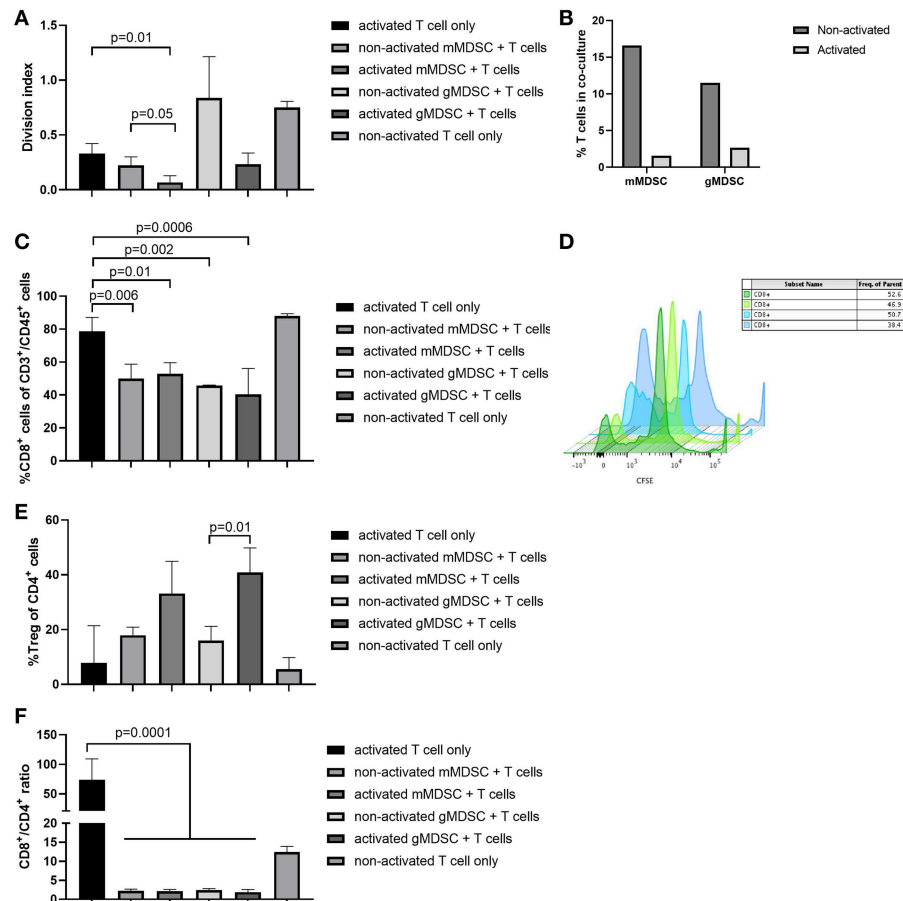 A
1.5
1.0
0.5
0.0
Division index
p=0.01
p=0.05
activated T cell only
non-activated mMDSC + T cells
activated mMDSC + T cells
non-activated gMDSC + T cells
activated gMDSC + T cells
non-activated T cell only
B
20
15
10
5
0
% T cells in co-culture
mMDSC
gMDSC
Non-activated
Activated
C
p=0.0006
p=0.002
p=0.01
p=0.006
100
80
60
40
20
0
%CD8+ cells of CD3+/CD45+ cells
activated T cell only
non-activated mMDSC + T cells
activated mMDSC + T cells
non-activated gMDSC + T cells
activated gMDSC + T cells
non-activated T cell only
D
Subset Name Freq. of Parent
CD8+ 52.6
CD8+ 46.9
CD8+ 50.7
CD8+ 38.4
-10³ 0 10³ 10⁴ 10⁵
CFSE
E
60
40
20
0
%Treg of CD4+ cells
p=0.01
activated T cell only
non-activated mMDSC + T cells
activated mMDSC + T cells
non-activated gMDSC + T cells
activated gMDSC + T cells
non-activated T cell only
F
150
100
50
20
15
10
5
0
CD8+/CD4+ ratio
p=0.0001
activated T cell only
non-activated mMDSC + T cells
activated mMDSC + T cells
non-activated gMDSC + T cells
activated gMDSC + T cells
non-activated T cell only